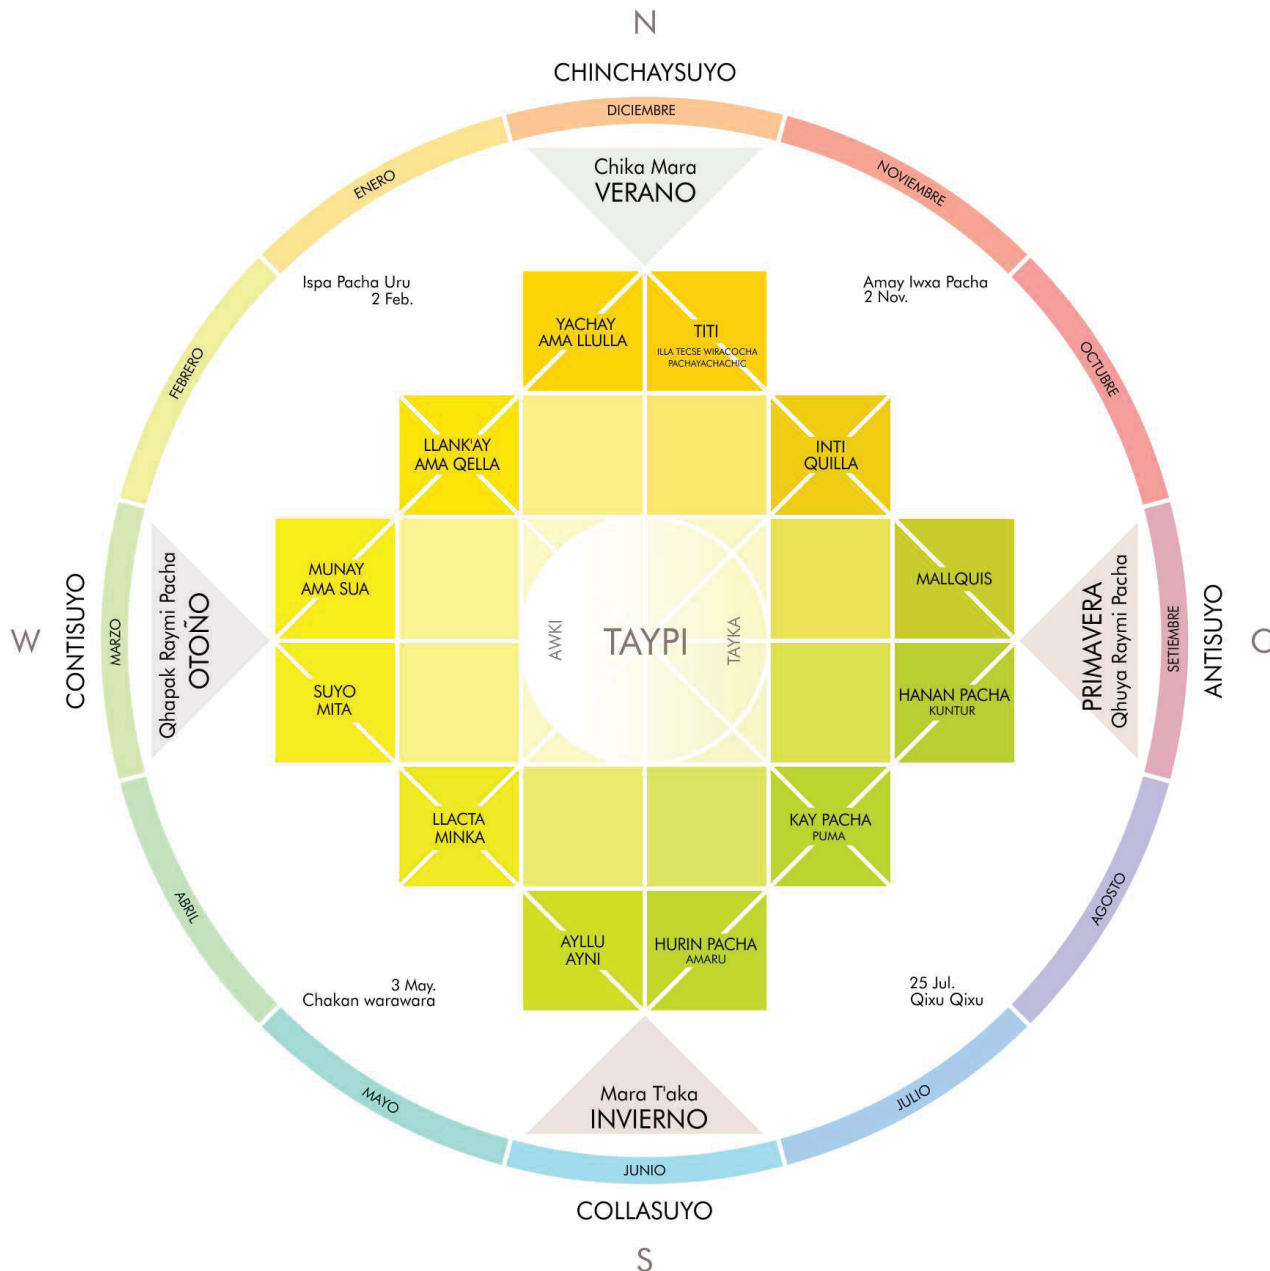 N
CHINCHAYSUYO
DICIEMBRE
NOVIEMBRE
OCTUBRE
SETIEMBRE
AGOSTO
JULIO
JUNIO
MAYO
ABRIL
MARZO
FEBRERO
ENERO
Chika Mara
VERANO
Ispa Pacha Uru
2 Feb.
Amay Iwxa Pacha
2 Nov.
YACHAY
AMA LLULLA
TITI
ILLA TECSE WIRACOCHA
PACHAYACHACHIC
LLANK'AY
AMA QELLA
INTI
QUILLA
W
CONTISUYO
Qhapak Raymi Pacha
OTOÑO
MUNAY
AMA SUA
MALLQUIS
AWKI
TAYPI
TAYKA
PRIMAVERA
Qhuya Raymi Pacha
ANTISUYO
SUYO
MITA
HANAN PACHA
KUNTUR
LLACTA
MINKA
KAY PACHA
PUMA
AYLLU
AYNI
HURIN PACHA
AMARU
3 May.
Chakan warawara
25 Jul.
Qixu Qixu
Mara T'aka
INVIERNO
COLLASUYO
S